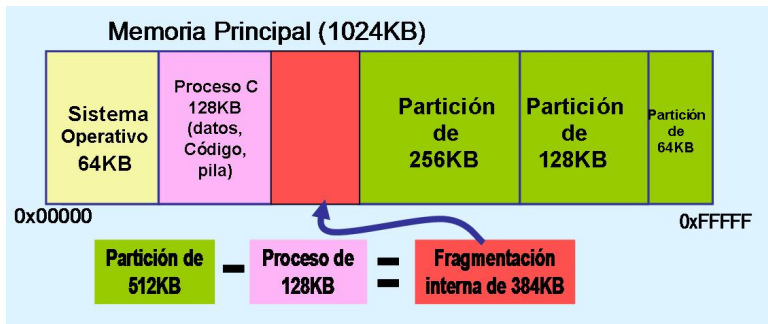 Memoria Principal (1024KB)
Sistema
Operativo
64KB
Proceso C
128KB
(datos,
Código,
pila)
Partición
de
256KB
Partición
de
128KB
Partición
de
64KB
0x00000
0xFFFFF
Partición de
512KB
-
Proceso de
128KB
=
Fragmentación
interna de 384KB